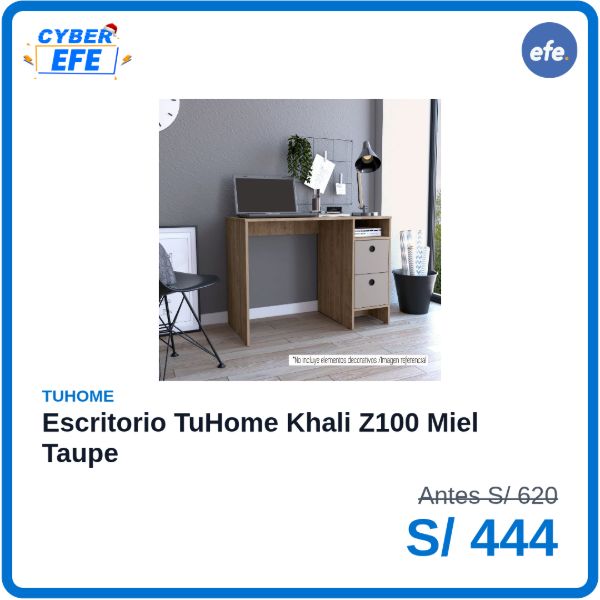 CYBER
EFE
efe.
*No incluye elementos decorativos /Imagen referencial
TUHOME
Escritorio TuHome Khali Z100 Miel
Taupe
Antes S/ 620
S/ 444